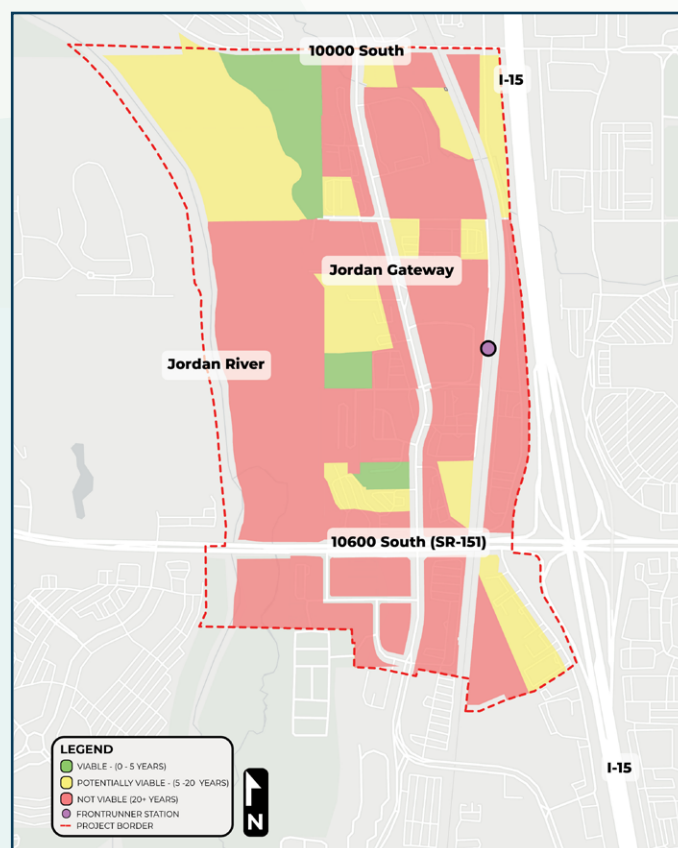 10000 South
I-15
Jordan Gateway
Jordan River
10600 South (SR-151)
I-15
LEGEND
VIABLE - (0 - 5 YEARS)
POTENTIALLY VIABLE - (5 -20 YEARS)
NOT VIABLE (20+ YEARS)
FRONTRUNNER STATION
PROJECT BORDER
N